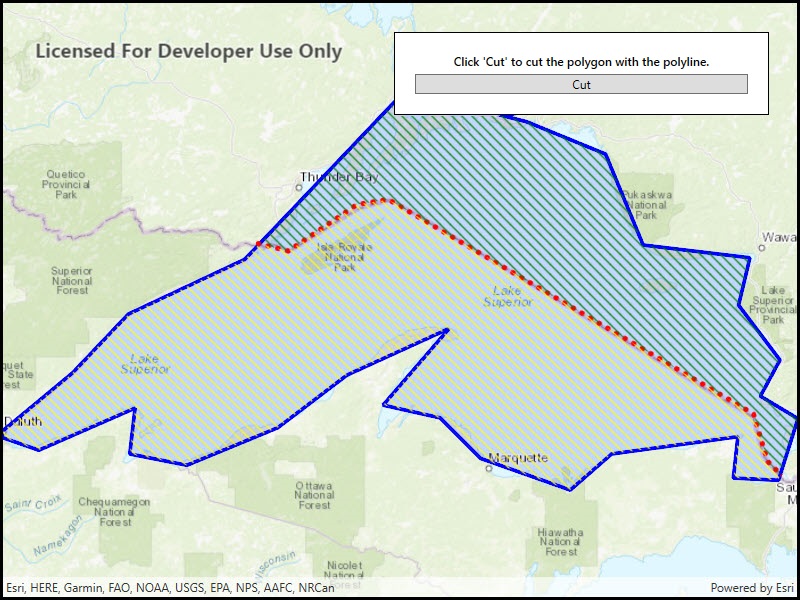 Licensed For Developer Use Only
Click 'Cut' to cut the polygon with the polyline.
Cut
Thunder Bay
Quetico
Provincial
Park
Pukaskwa
National
Park
Wawa
Isle Royale
National
Park
Superior
National
Forest
Lake
Superior
Lake
Superior
Provincial
Park
Lake
Superior
quet
State
rest
Duluth
Marquette
Sau
M
Ottawa
National
Forest
Chequamegon
National
Forest
Saint Croix
Namekagon
Hiawatha
National
Forest
isconsin
Nicolet
National
Forest
Esri, HERE, Garmin, FAO, NOAA, USGS, EPA, NPS, AAFC, NRCan
Powered by Esri